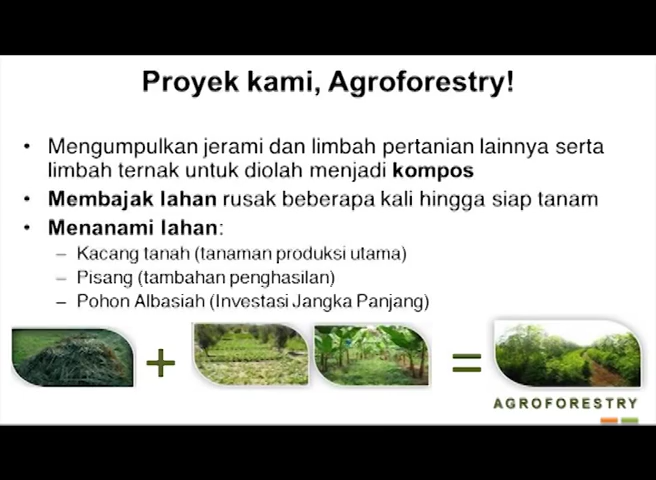 Proyek kami, Agroforestry!
• Mengumpulkan jerami dan limbah pertanian lainnya serta
limbah ternak untuk diolah menjadi kompos
• Membajak lahan rusak beberapa kali hingga siap tanam
• Menanami lahan:
– Kacang tanah (tanaman produksi utama)
– Pisang (tambahan penghasilan)
– Pohon Albasiah (Investasi Jangka Panjang)
+ =
AGROFORESTRY